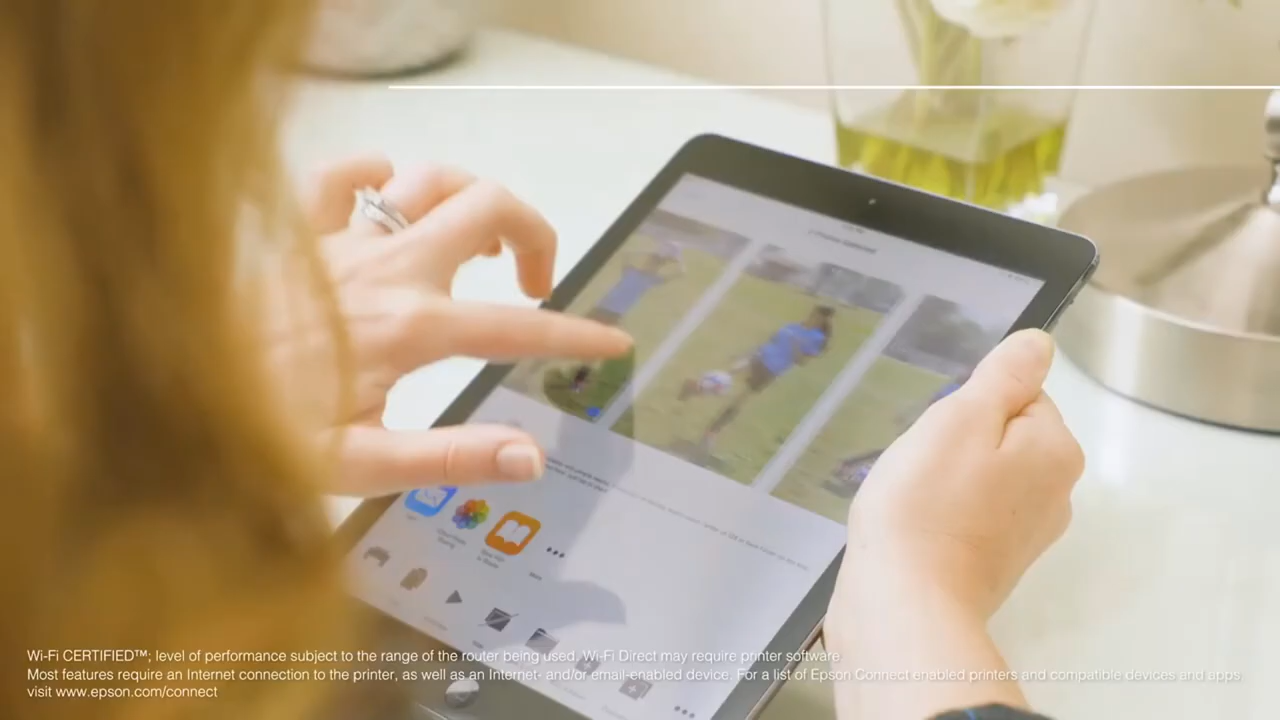 Wi-Fi CERTIFIED™; level of performance subject to the range of the router being used. Wi-Fi Direct may require printer software.
Most features require an Internet connection to the printer, as well as an Internet- and/or email-enabled device. For a list of Epson Connect enabled printers and compatible devices and apps,
visit www.epson.com/connect